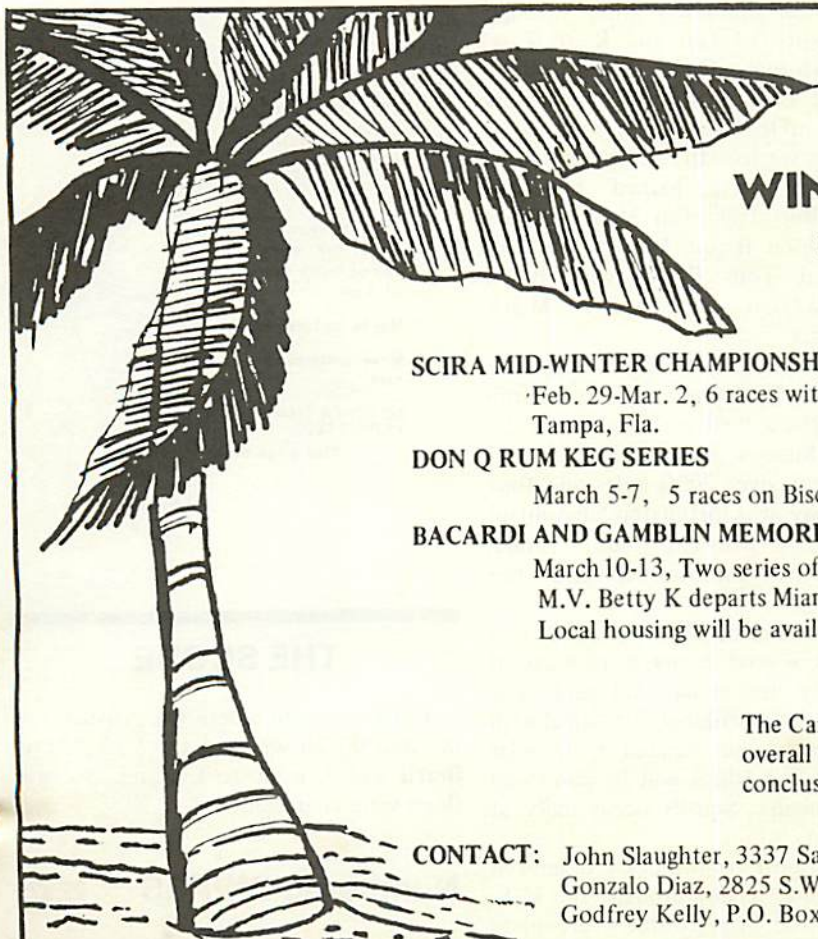 WIN
SCIRA MID-WINTER CHAMPIONSH
Feb. 29-Mar. 2, 6 races wit
Tampa, Fla.
DON Q RUM KEG SERIES
March 5-7, 5 races on Bisc
BACARDI AND GAMBLIN MEMORI
March 10-13, Two series of
M.V. Betty K departs Miar
Local housing will be avail
The Ca
overall
conclus
CONTACT: John Slaughter, 3337 Sa
Gonzalo Diaz, 2825 S.W
Godfrey Kelly, P.O. Box